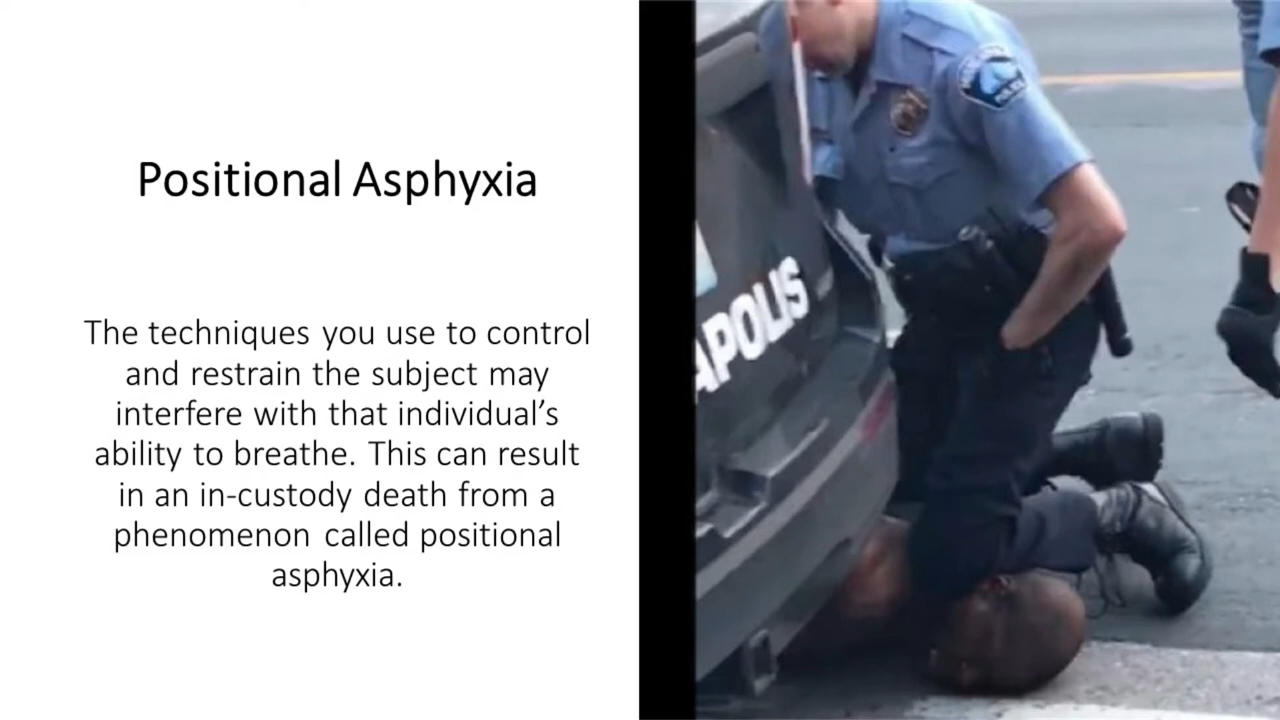 Positional Asphyxia
The techniques you use to control
and restrain the subject may
interfere with that individual’s
ability to breathe. This can result
in an in-custody death from a
phenomenon called positional
asphyxia.
APOLIS
POLICE